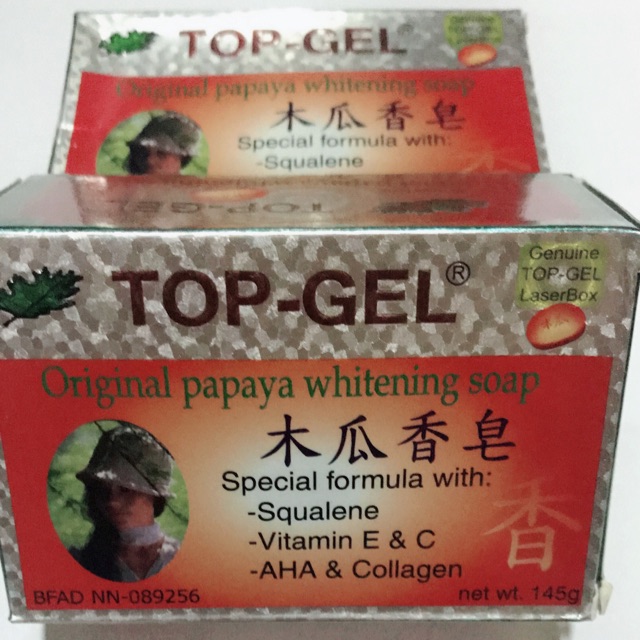 TOP-GEL
Original papaya whitening soap
木瓜香皂
Special formula with:
-Squalene
TOP-GEL
TOP-GEL®
Genuine
TOP-GEL
LaserBox
Original papaya whitening soap
木瓜香皂
Special formula with:
-Squalene
-Vitamin E & C
-AHA & Collagen
香
BFAD NN-089256
net wt. 145g